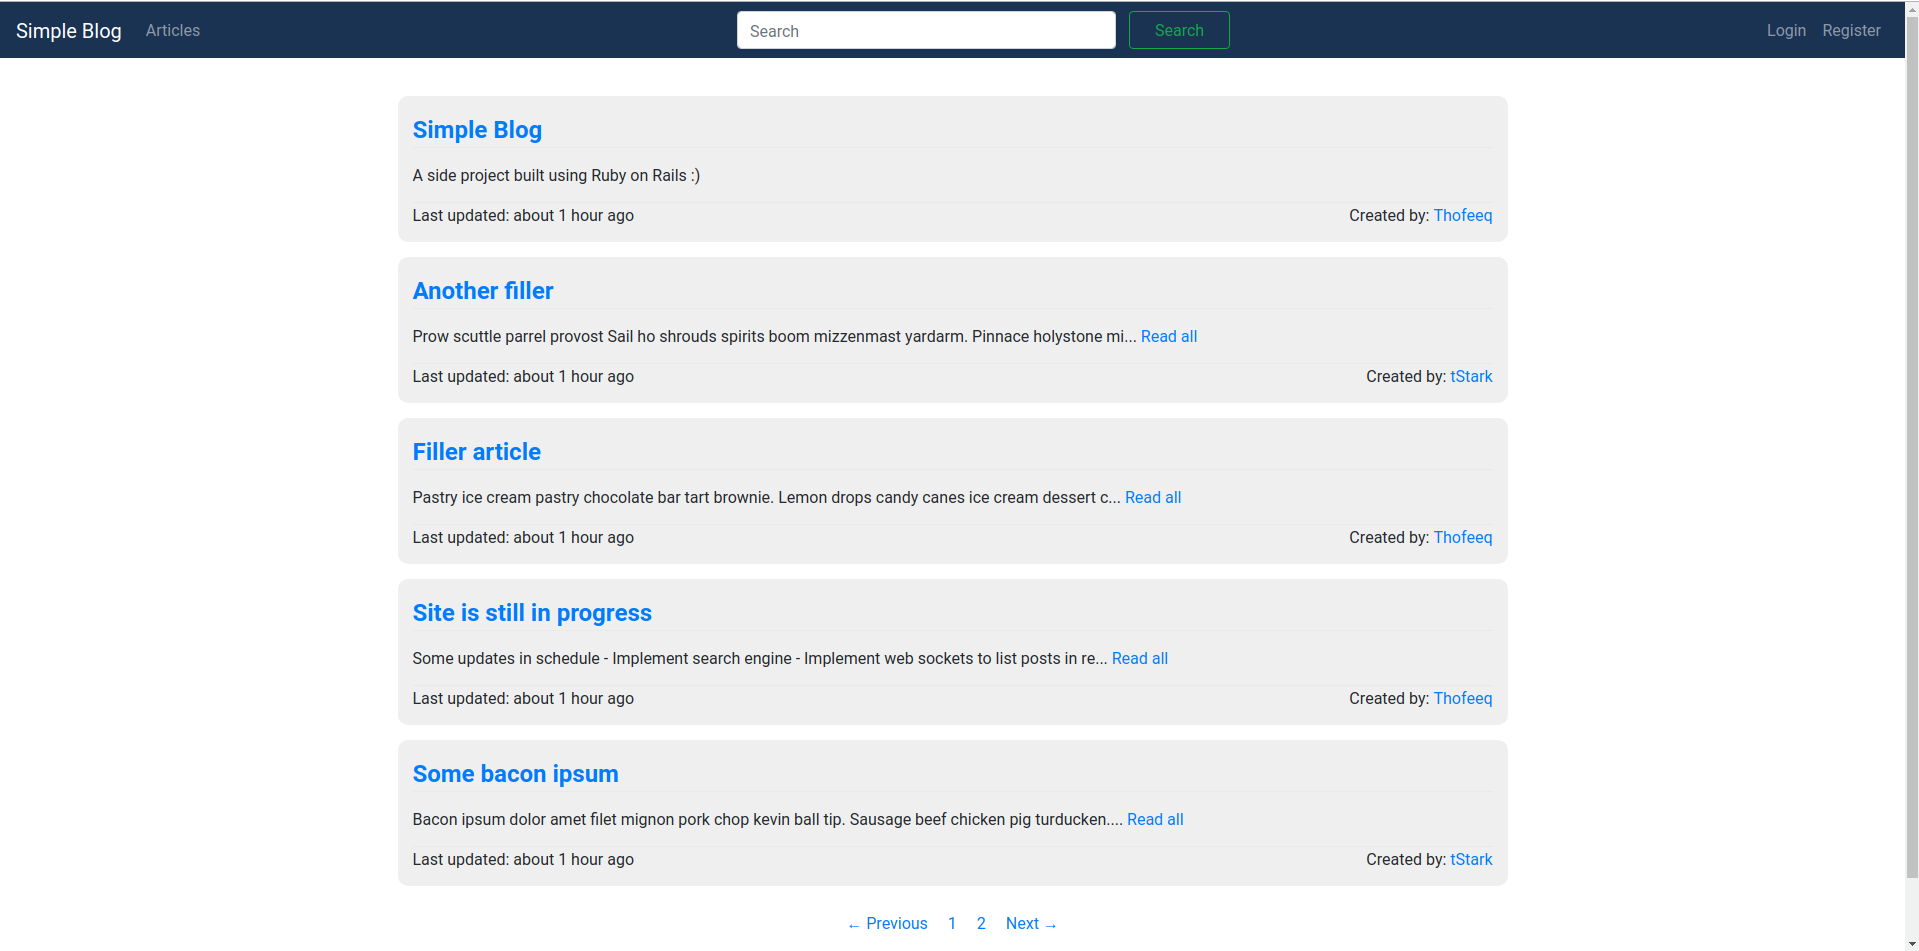 Simple Blog Articles Search Search Login Register
Simple Blog
A side project built using Ruby on Rails :)
Last updated: about 1 hour ago Created by: Thofeeq
Another filler
Prow scuttle parrel provost Sail ho shrouds spirits boom mizzenmast yardarm. Pinnace holystone mi... Read all
Last updated: about 1 hour ago Created by: tStark
Filler article
Pastry ice cream pastry chocolate bar tart brownie. Lemon drops candy canes ice cream dessert c... Read all
Last updated: about 1 hour ago Created by: Thofeeq
Site is still in progress
Some updates in schedule - Implement search engine - Implement web sockets to list posts in re... Read all
Last updated: about 1 hour ago Created by: Thofeeq
Some bacon ipsum
Bacon ipsum dolor amet filet mignon pork chop kevin ball tip. Sausage beef chicken pig turducken.... Read all
Last updated: about 1 hour ago Created by: tStark
← Previous 1 2 Next →